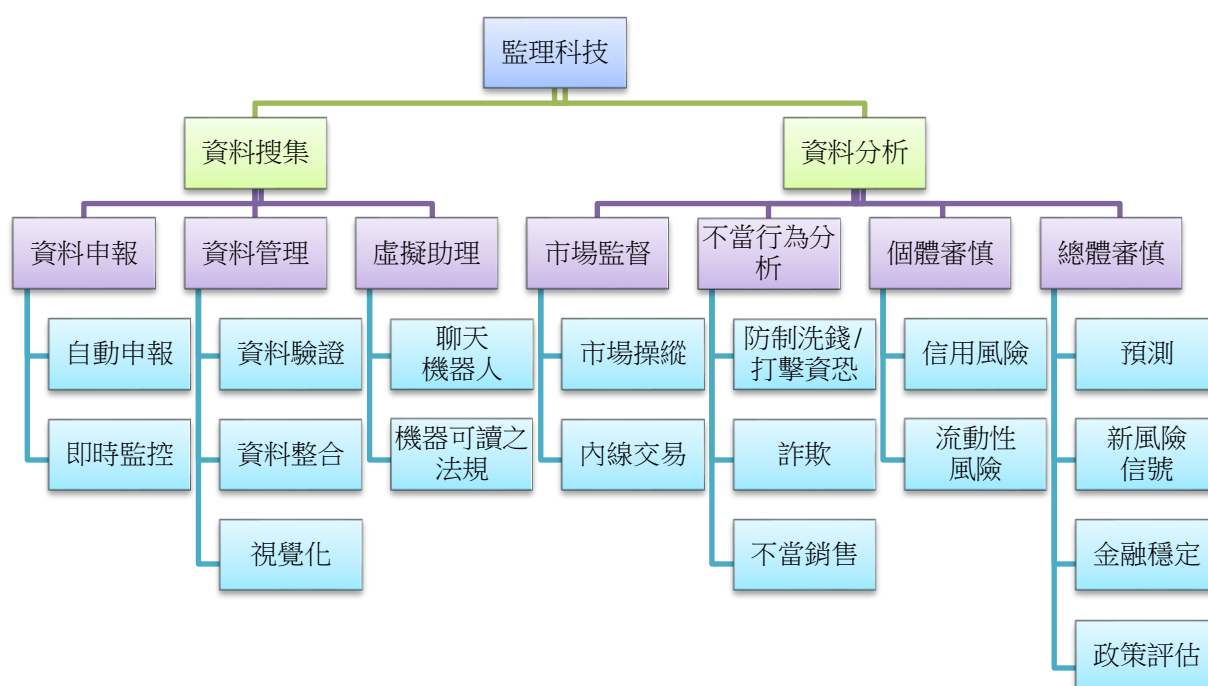 監理科技
資料搜集
資料分析
資料申報
資料管理
虛擬助理
市場監督
不當行為分
析
個體審慎
總體審慎
自動申報
資料驗證
聊天
機器人
市場操縱
防制洗錢/
打擊資恐
信用風險
預測
即時監控
資料整合
機器可讀之
法規
內線交易
詐欺
流動性
風險
新風險
信號
視覺化
不當銷售
金融穩定
政策評估